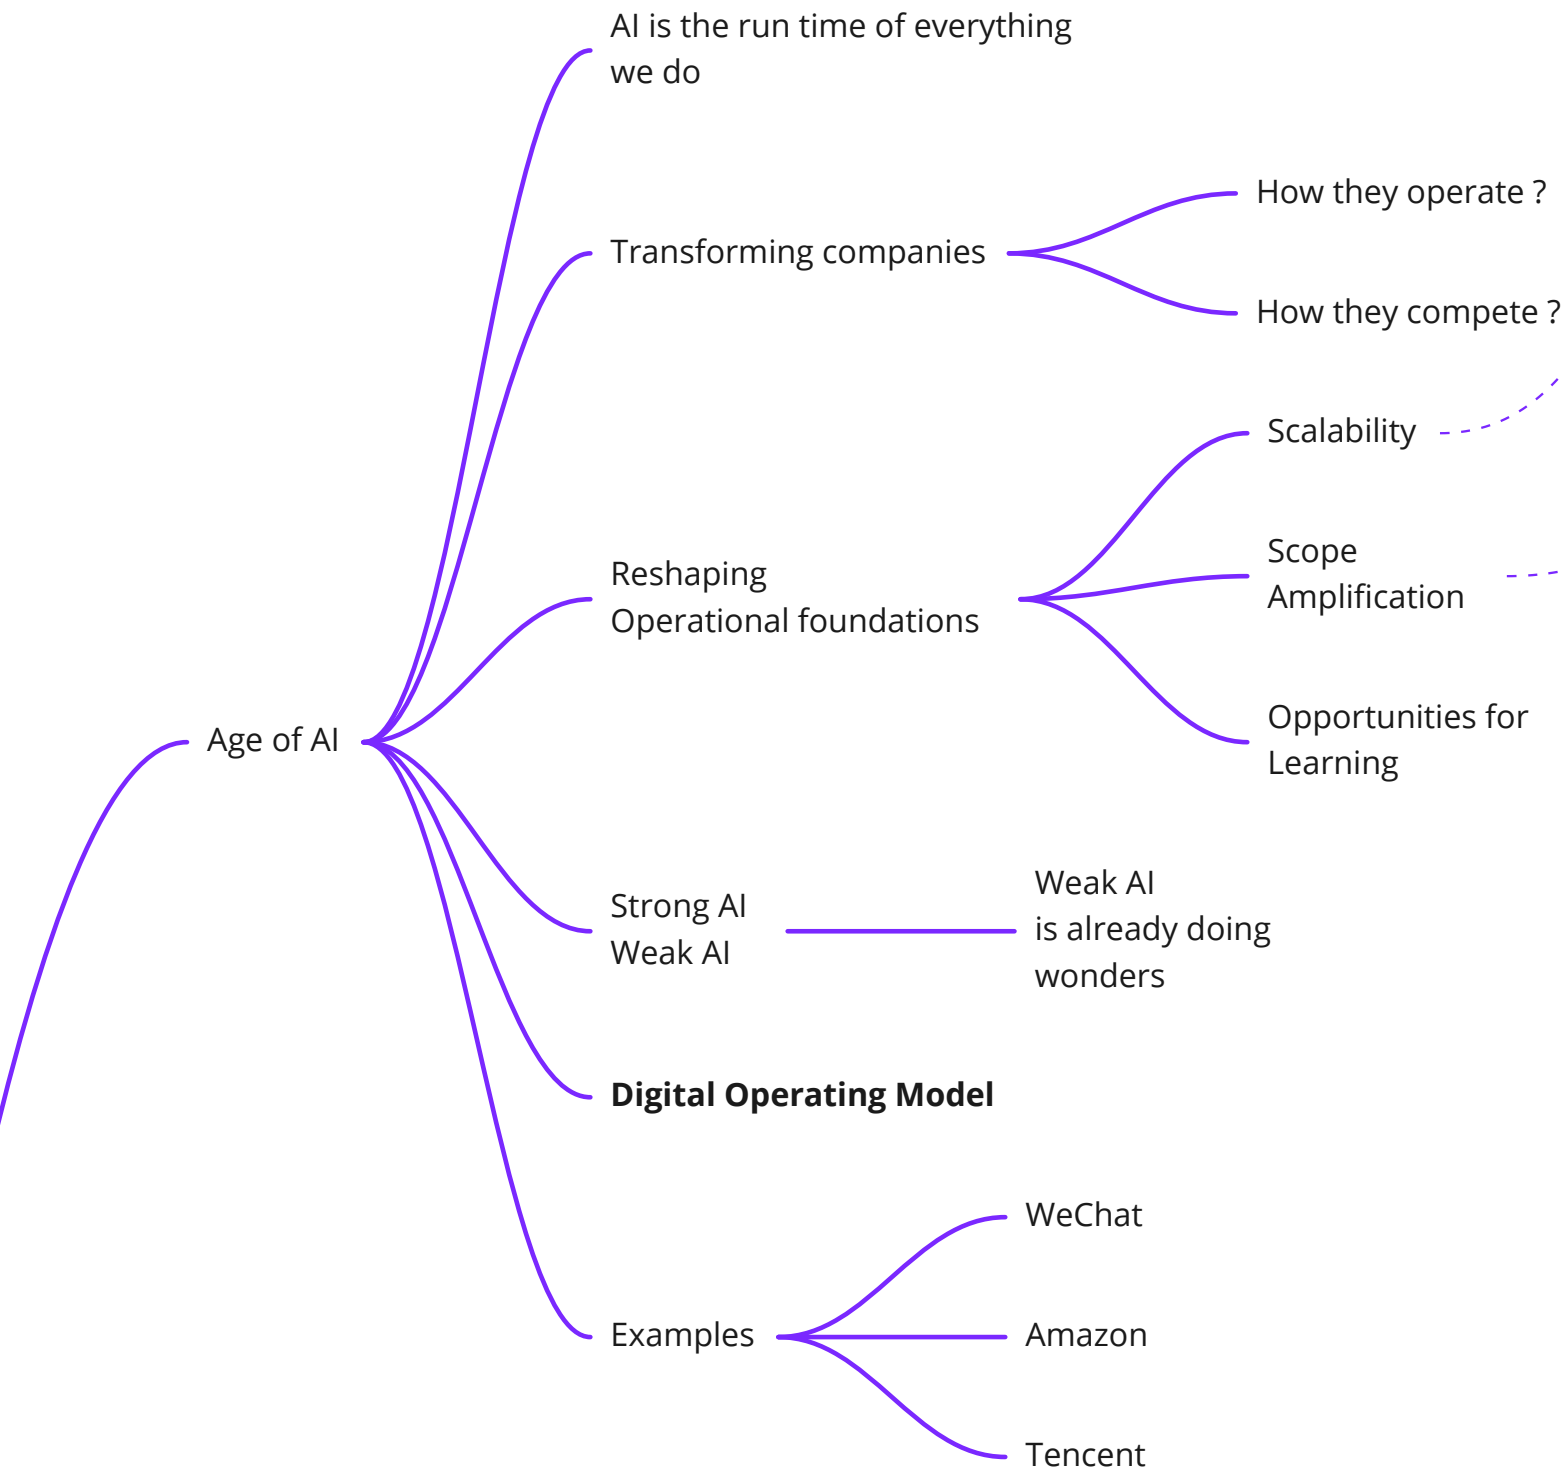 AI is the run time of everything
we do
Transforming companies
How they operate ?
How they compete ?
Reshaping
Operational foundations
Scalability
Scope
Amplification
Opportunities for
Learning
Age of AI
Strong AI
Weak AI
Weak AI
is already doing
wonders
Digital Operating Model
Examples
WeChat
Amazon
Tencent